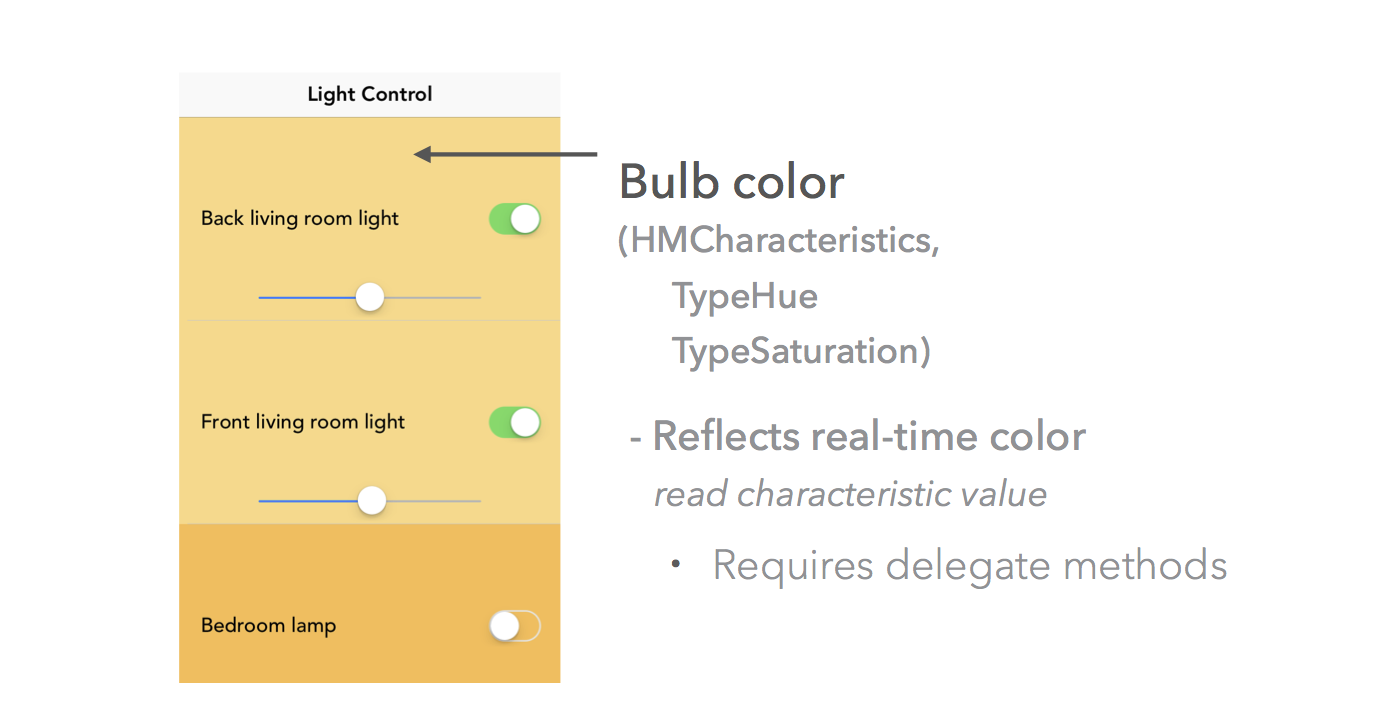 Light Control
Back living room light
Front living room light
Bedroom lamp
Bulb color
(HMCharacteristics,
TypeHue
TypeSaturation)
- Reflects real-time color
read characteristic value
• Requires delegate methods